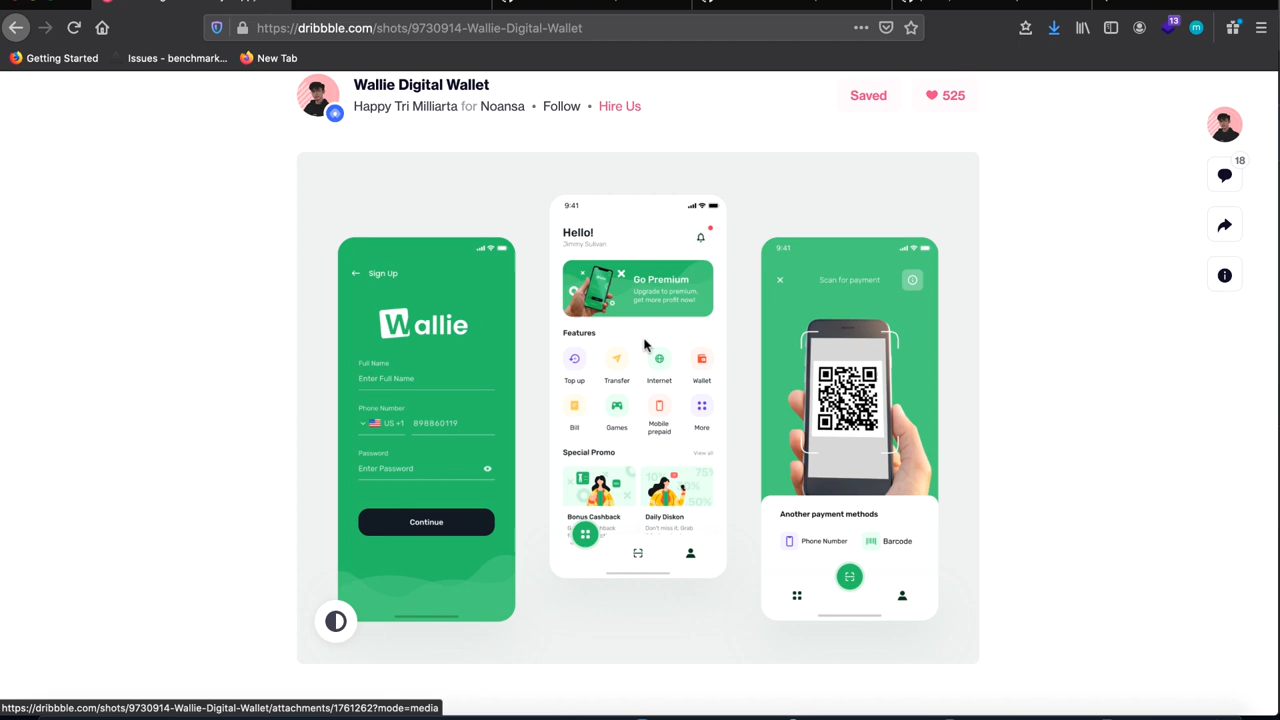 https://dribbble.com/shots/9730914-Wallie-Digital-Wallet
13
m
Getting Started
Issues - benchmark...
New Tab
Wallie Digital Wallet
Happy Tri Milliarta for Noansa • Follow • Hire Us
Saved
525
18
Sign Up
Wallie
Full Name
Enter Full Name
Phone Number
US +1 898860119
Password
Enter Password
Continue
9:41
Hello!
Jimmy Sulivan
Go Premium
Upgrade to premium,
get more profit now!
Features
Top up
Transfer
Internet
Wallet
Bill
Games
Mobile
prepaid
More
Special Promo
View all
10%
75%
50%
Bonus Cashback
Daily Diskon
Don't miss it. Grab
9:41
Scan for payment
Another payment methods
Phone Number
Barcode
https://dribbble.com/shots/9730914-Wallie-Digital-Wallet/attachments/1761262?mode=media